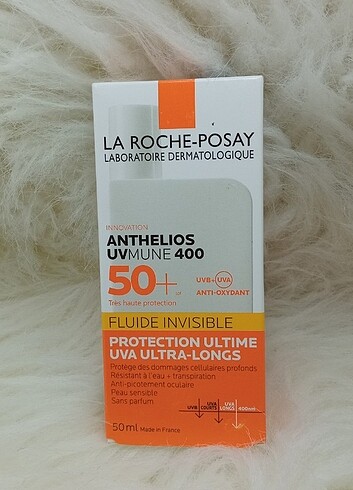 LA ROCHE-POSAY
LABORATOIRE DERMATOLOGIQUE
INNOVATION
ANTHELIOS
UVMUNE 400
50+
Très haute protection
UVB+UVA
ANTI-OXYDANT
FLUIDE INVISIBLE
PROTECTION ULTIME
UVA ULTRA-LONGS
Protège des dommages cellulaires profonds
Résistant à l'eau + transpiration
Anti-picotement oculaire
Peau sensible
Sans parfum
UVB
UVA
COURTS
UVA
LONGS
400nm
50ml Made in France